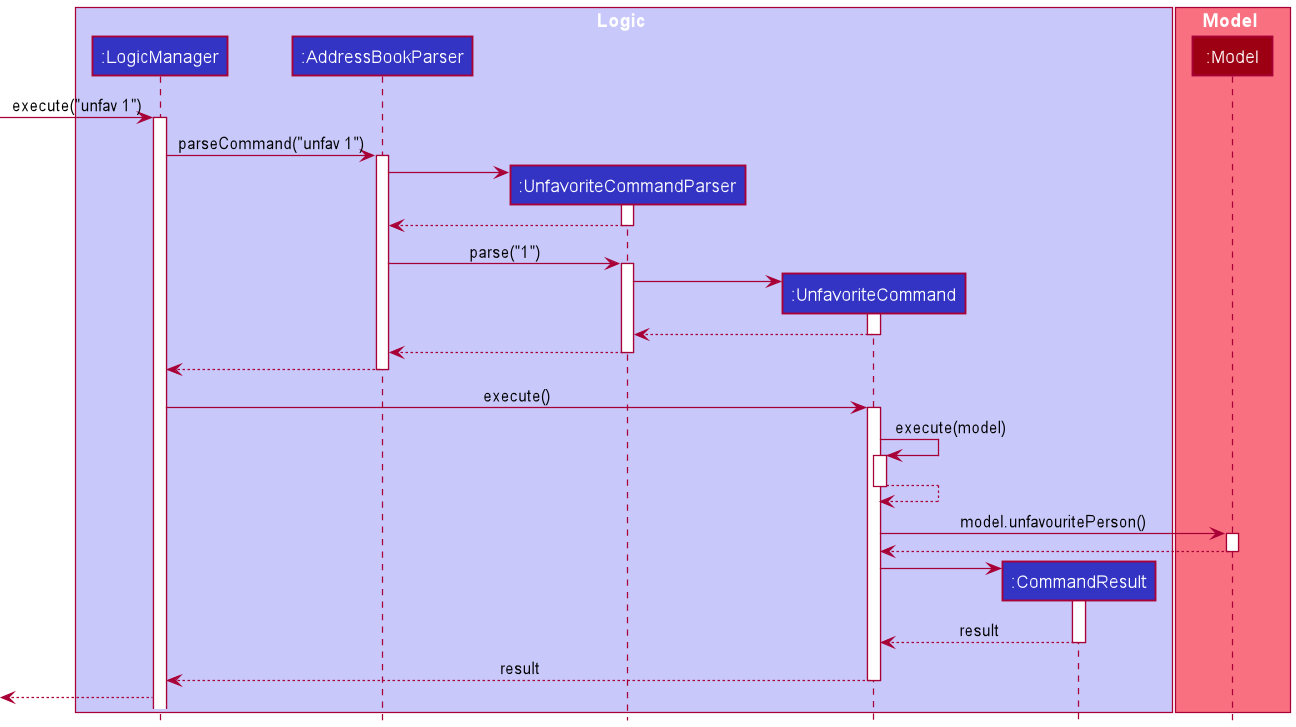 Logic
Model
:LogicManager
:AddressBookParser
:Model
execute("unfav 1")
parseCommand("unfav 1")
:UnfavoriteCommandParser
parse("1")
:UnfavoriteCommand
execute()
execute(model)
model.unfavouritePerson()
:CommandResult
result
result